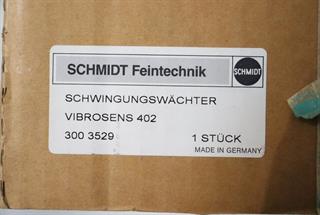 SCHMIDT Feintechnik
SCHMIDT
SCHWINGUNGSWÄCHTER
VIBROSENS 402
300 3529 1 STÜCK
MADE IN GERMANY